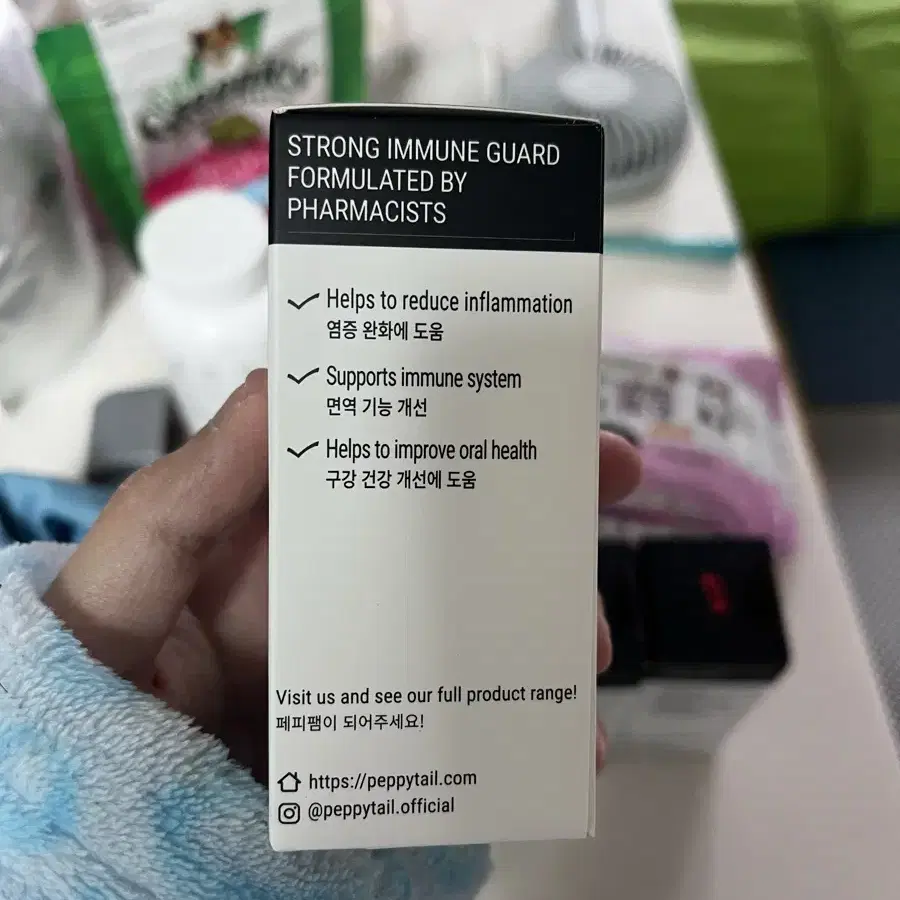 STRONG IMMUNE GUARD
FORMULATED BY
PHARMACISTS
Helps to reduce inflammation
염증 완화에 도움
Supports immune system
면역 기능 개선
Helps to improve oral health
구강 건강 개선에 도움
Visit us and see our full product range!
페피팸이 되어주세요!
https://peppytail.com
@peppytail.official